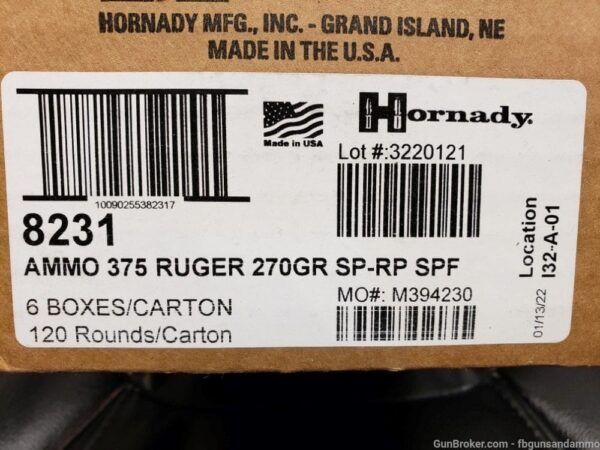 HORNADY MFG., INC. - GRAND ISLAND, NE
MADE IN THE U.S.A.
Made in USA
Hornady.
Lot #:3220121
10090255382317
8231
AMMO 375 RUGER 270GR SP-RP SPF
6 BOXES/CARTON
120 Rounds/Carton
MO#: M394230
01/13/22
Location
I32-A-01
GunBroker.com - fbgunsandammo